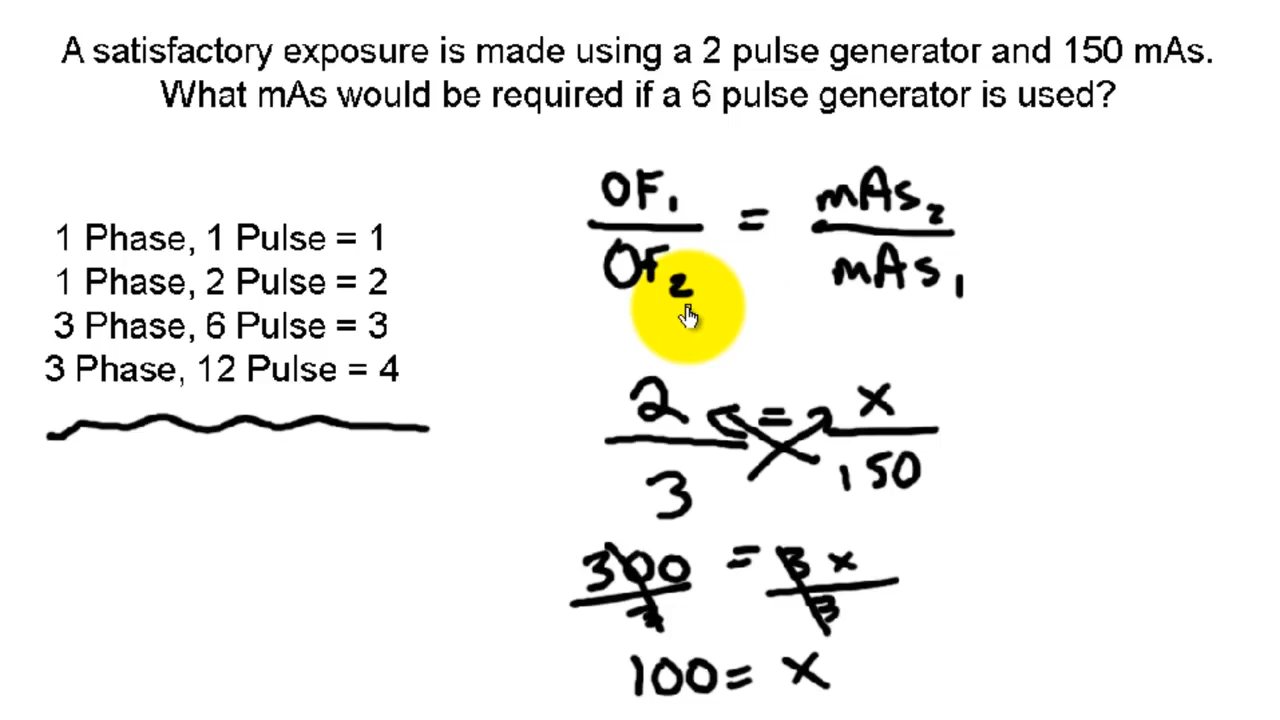 A satisfactory exposure is made using a 2 pulse generator and 150 mAs.
What mAs would be required if a 6 pulse generator is used?
1 Phase, 1 Pulse = 1
1 Phase, 2 Pulse = 2
3 Phase, 6 Pulse = 3
3 Phase, 12 Pulse = 4
OF1 = mAs2
OF2 mAs1
2 = x
3 150
300 = 3 x
3 3
100 = x